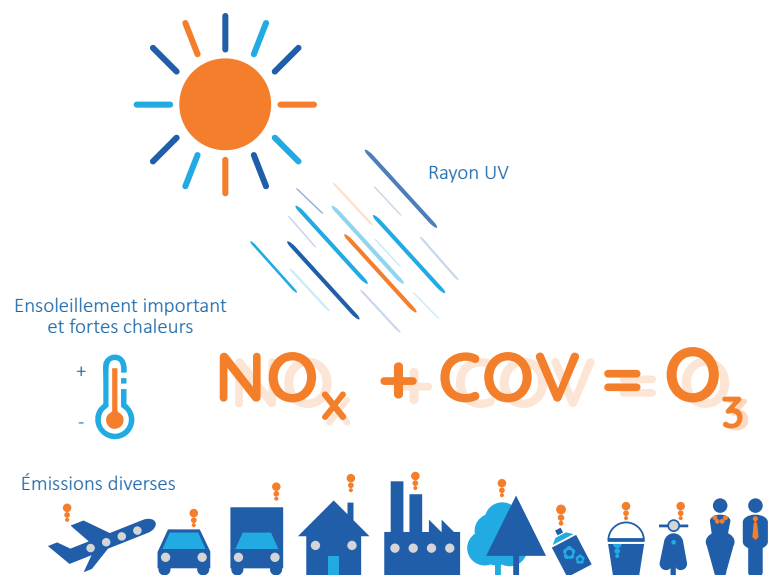 Rayon UV
Ensoleillement important
et fortes chaleurs
+
-
NOx + COV = O3
Émissions diverses